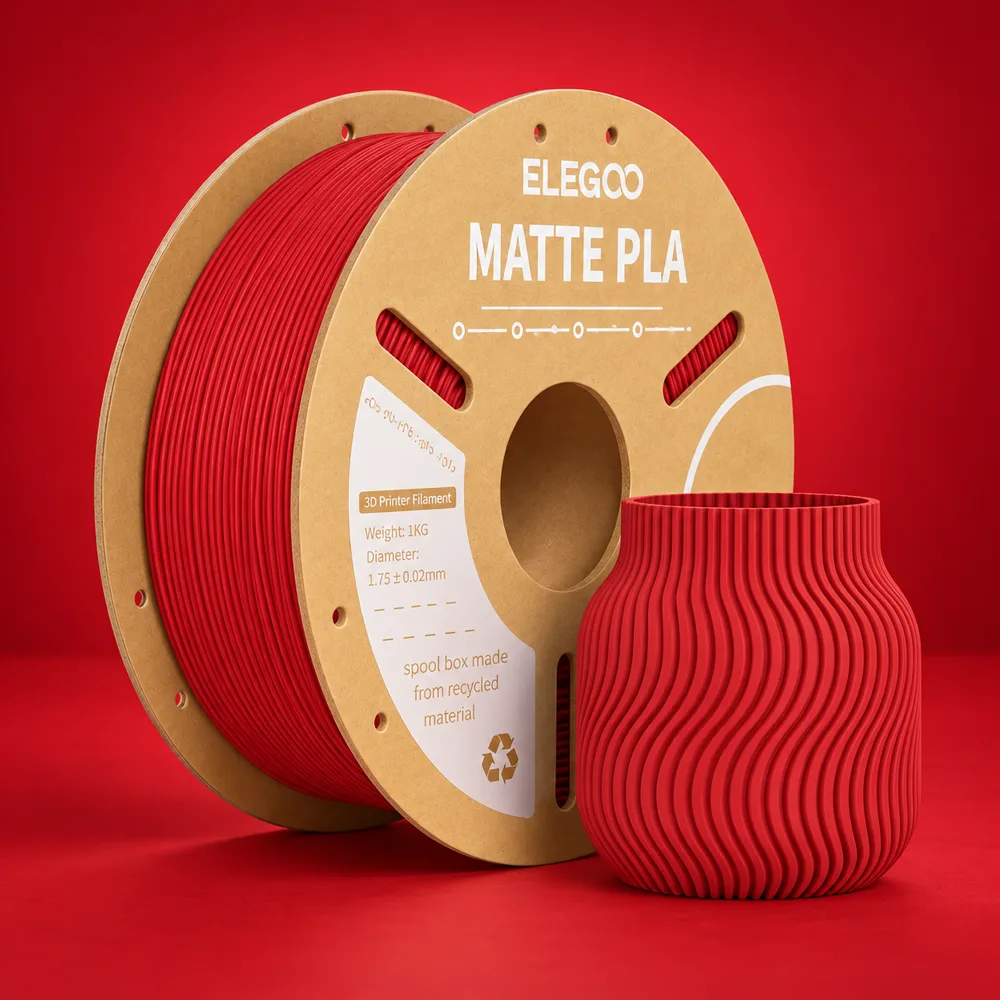 ELEGOO
MATTE PLA
3D Printer Filament
Weight: 1KG
Diameter:
1.75 ± 0.02mm
spool box made
from recycled
material